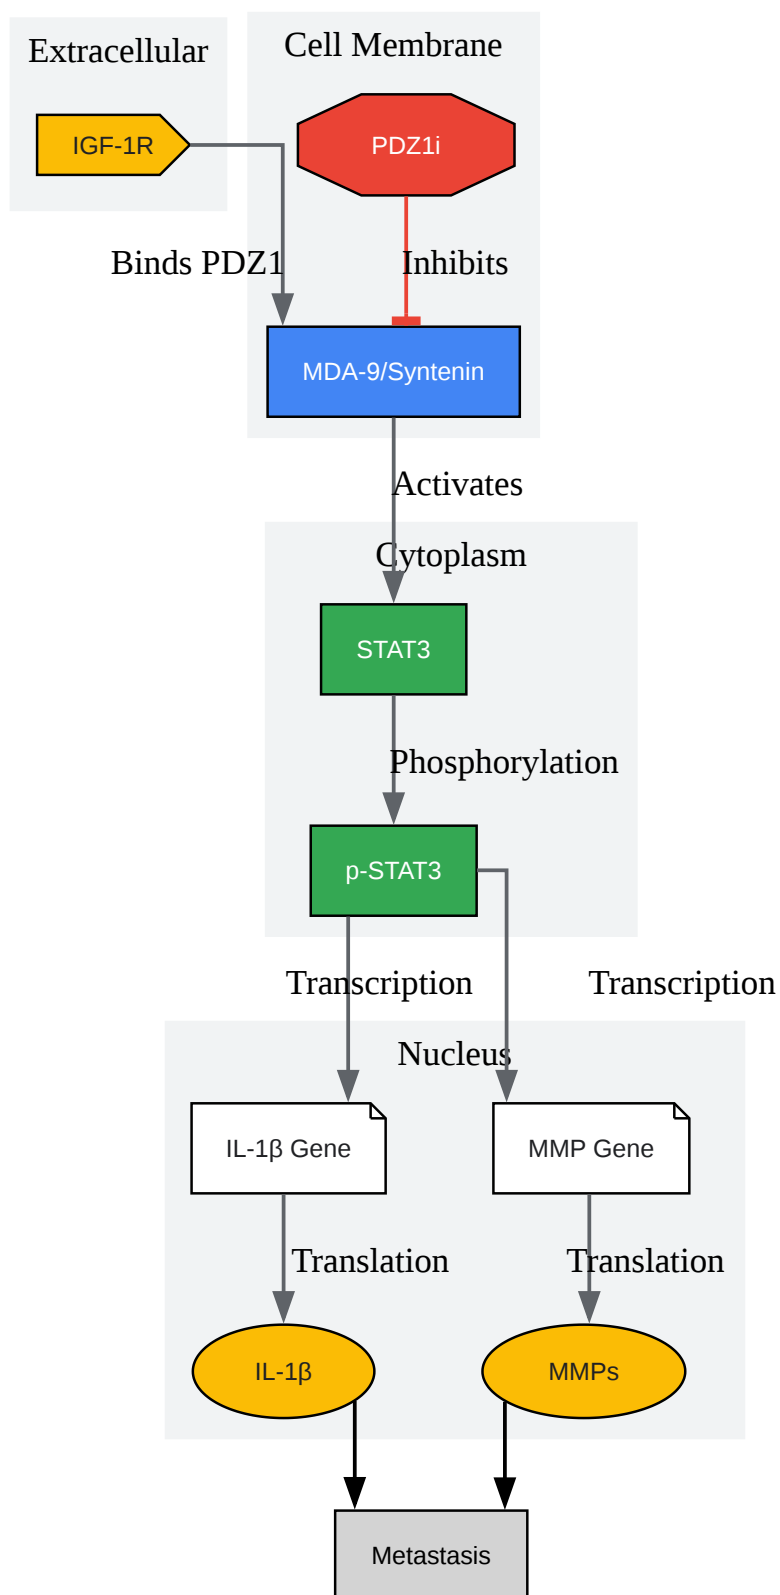 Extracellular
Cell Membrane
IGF-1R
PDZ1i
Binds PDZ1
Inhibits
MDA-9/Syntenin
Activates
Cytoplasm
STAT3
Phosphorylation
p-STAT3
Transcription
Transcription
Nucleus
IL-1β Gene
MMP Gene
Translation
Translation
IL-1β
MMPs
Metastasis